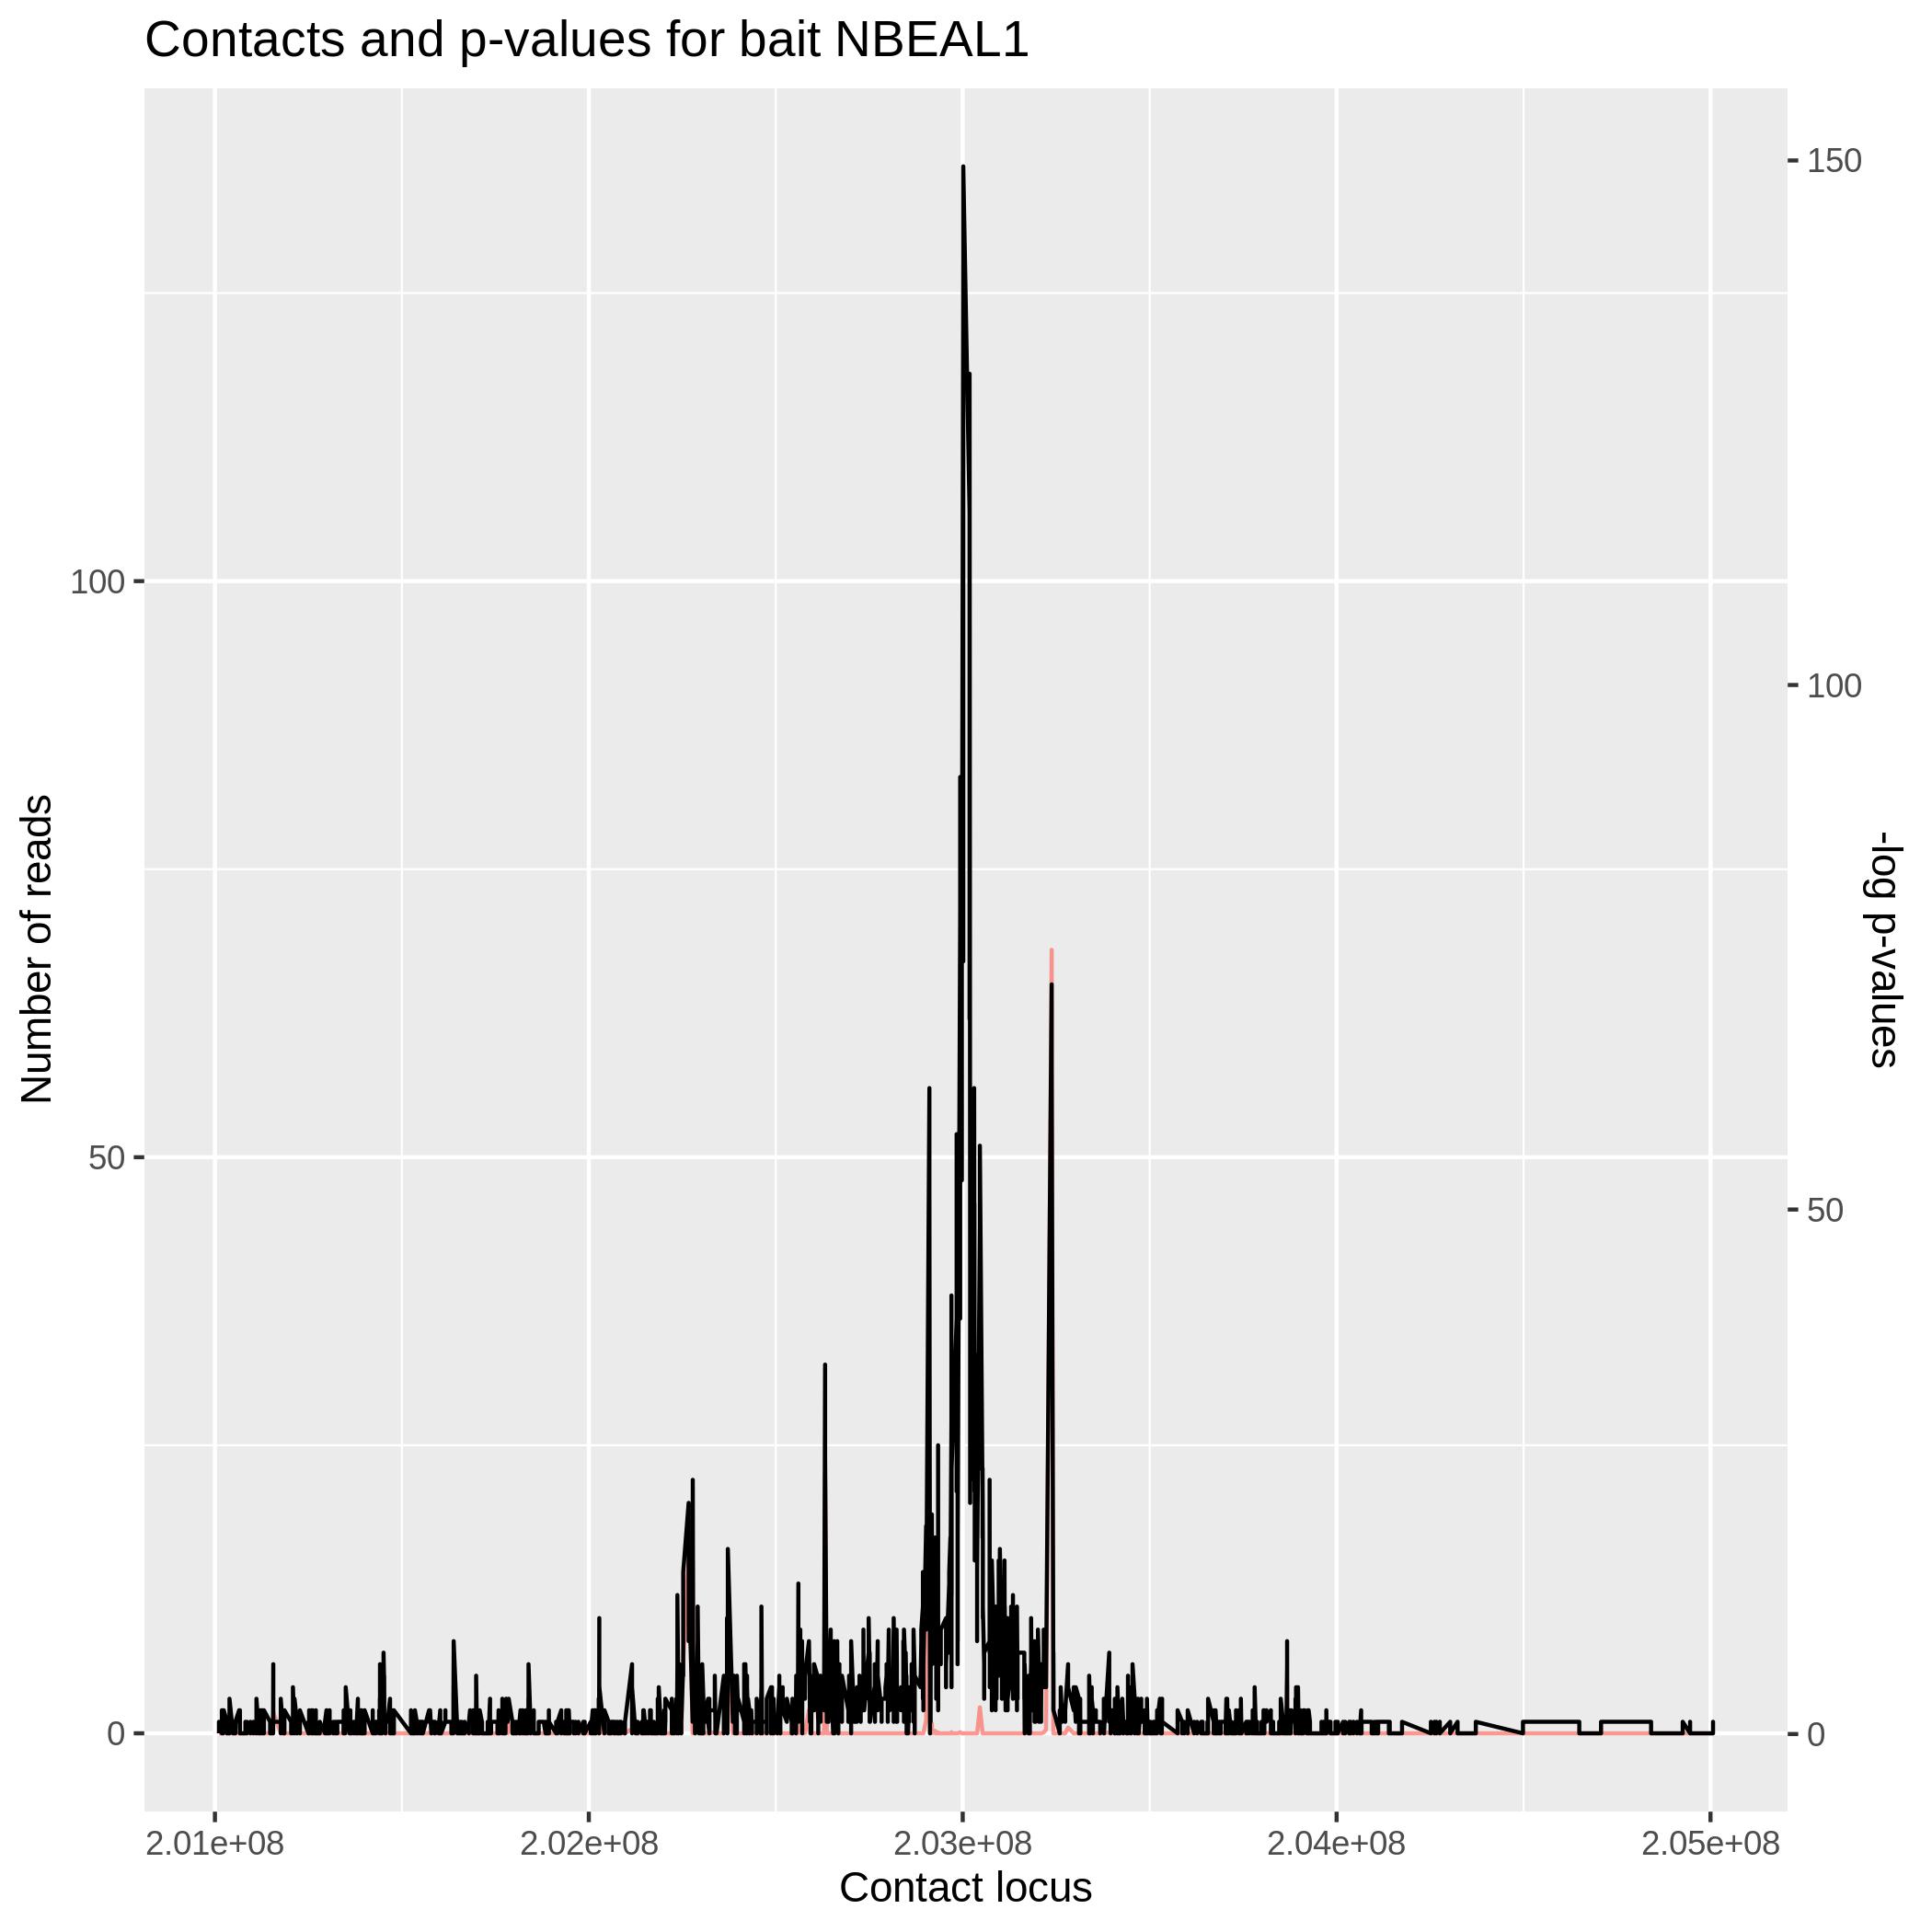 Contacts and p-values for bait NBEAL1
150
100
100
Number of reads
-log p-values
50
50
0
0
2.01e+08 2.02e+08 2.03e+08 2.04e+08 2.05e+08
Contact locus